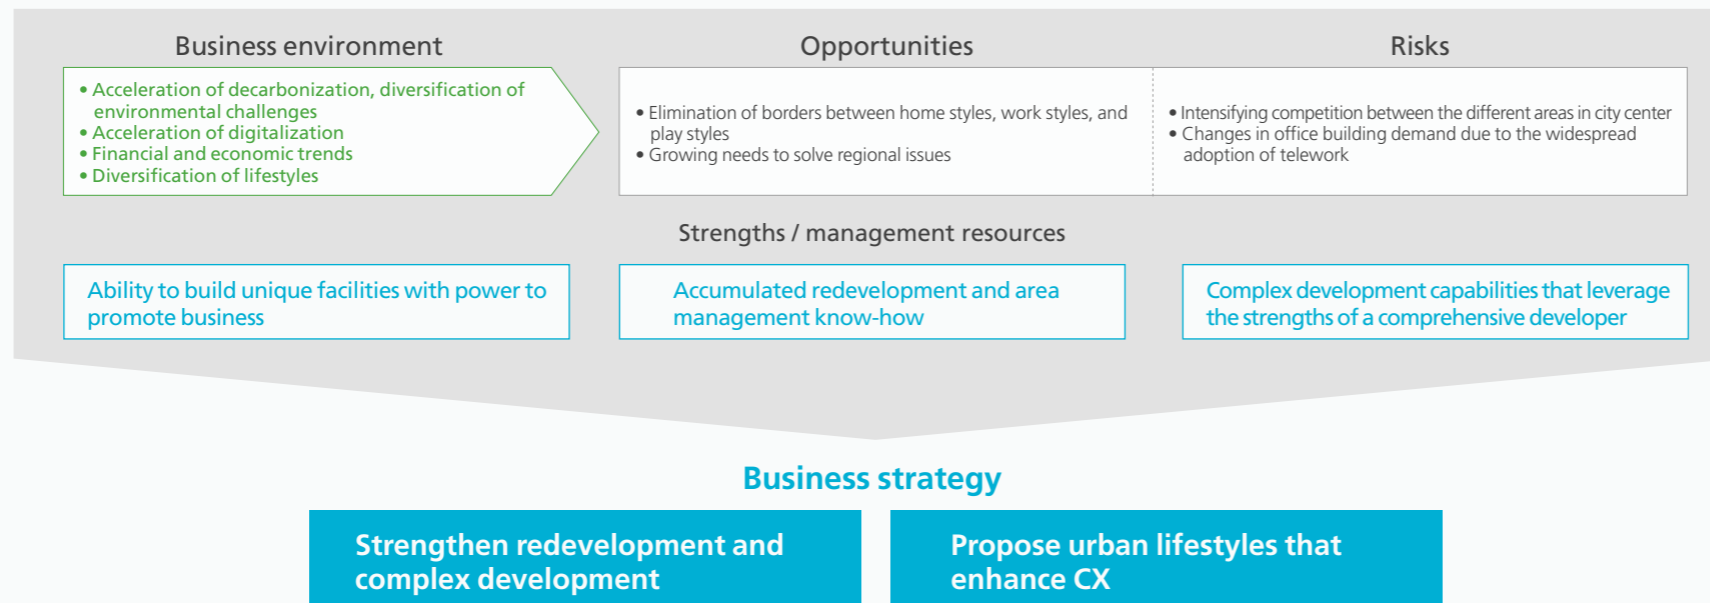 Business environment
• Acceleration of decarbonization, diversification of
environmental challenges
• Acceleration of digitalization
• Financial and economic trends
• Diversification of lifestyles
Opportunities
• Elimination of borders between home styles, work styles, and
play styles
• Growing needs to solve regional issues
Risks
• Intensifying competition between the different areas in city center
• Changes in office building demand due to the widespread
adoption of telework
Strengths / management resources
Ability to build unique facilities with power to
promote business
Accumulated redevelopment and area
management know-how
Complex development capabilities that leverage
the strengths of a comprehensive developer
Business strategy
Strengthen redevelopment and
complex development
Propose urban lifestyles that
enhance CX